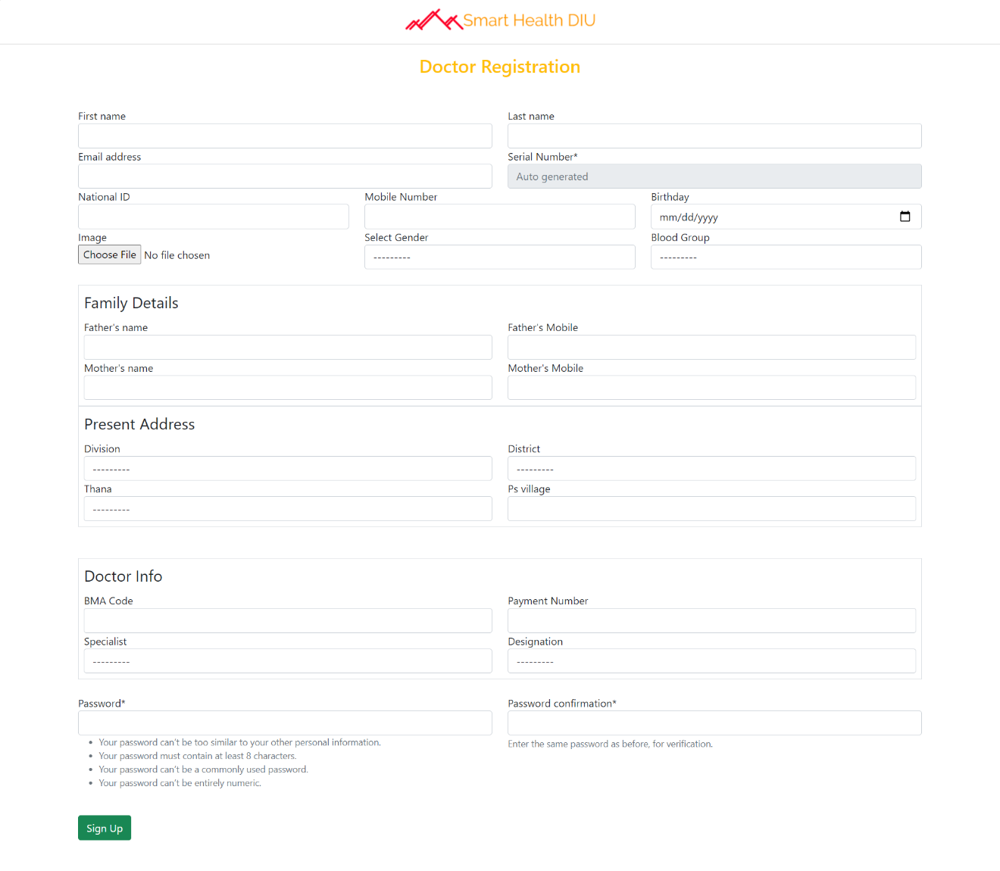 Smart Health DIU
Doctor Registration
First name
Last name
Email address
Serial Number*
Auto generated
National ID
Mobile Number
Birthday
mm/dd/yyyy
Image
Select Gender
Blood Group
Choose File No file chosen
---------
---------
Family Details
Father's name
Father's Mobile
Mother's name
Mother's Mobile
Present Address
Division
District
---------
---------
Thana
Ps village
---------
Doctor Info
BMA Code
Payment Number
Specialist
Designation
---------
---------
Password*
Password confirmation*
• Your password can't be too similar to your other personal information.
Enter the same password as before, for verification.
• Your password must contain at least 8 characters.
• Your password can't be a commonly used password.
• Your password can't be entirely numeric.
Sign Up